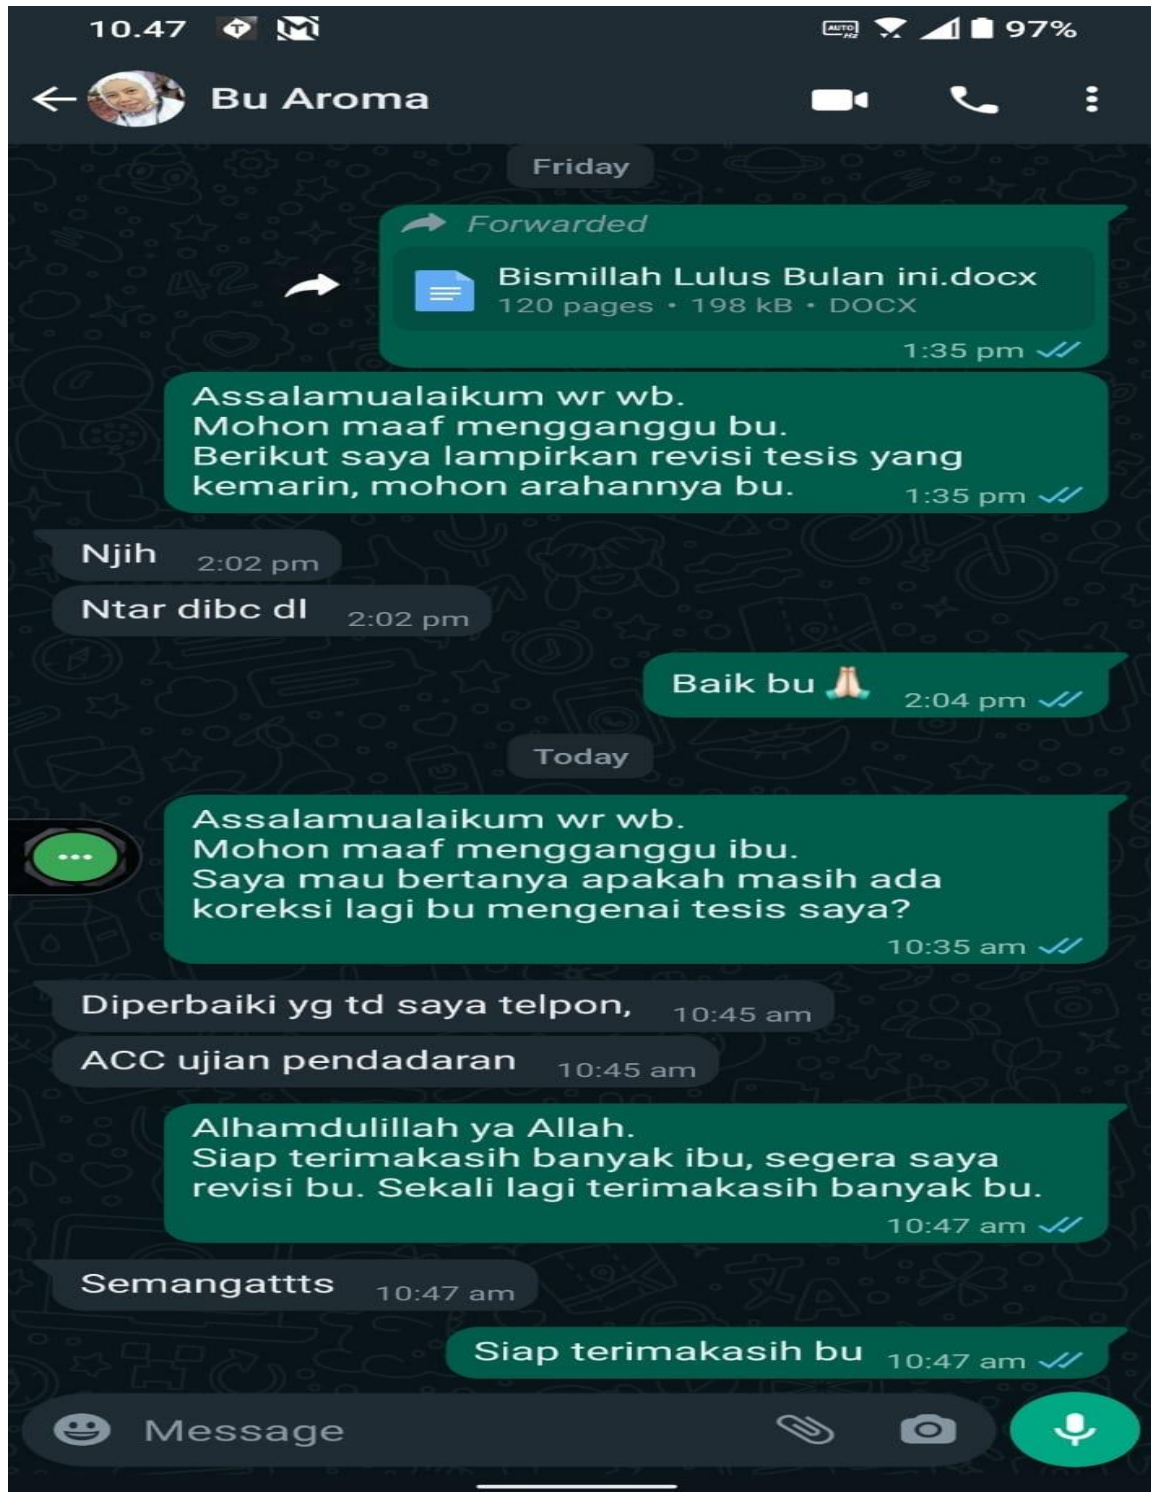 10.47
97%
Bu Aroma
Friday
Forwarded
Bismillah Lulus Bulan ini.docx
120 pages • 198 kB • DOCX
1:35 pm
Assalamualaikum wr wb.
Mohon maaf mengganggu bu.
Berikut saya lampirkan revisi tesis yang
kemarin, mohon arahannya bu.
1:35 pm
Njih 2:02 pm
Ntar dibc dl 2:02 pm
Baik bu 🙏🏻 2:04 pm
Today
Assalamualaikum wr wb.
Mohon maaf mengganggu ibu.
Saya mau bertanya apakah masih ada
koreksi lagi bu mengenai tesis saya?
10:35 am
Diperbaiki yg td saya telpon, 10:45 am
ACC ujian pendadaran 10:45 am
Alhamdulillah ya Allah.
Siap terimakasih banyak ibu, segera saya
revisi bu. Sekali lagi terimakasih banyak bu.
10:47 am
Semangattts 10:47 am
Siap terimakasih bu 10:47 am
Message